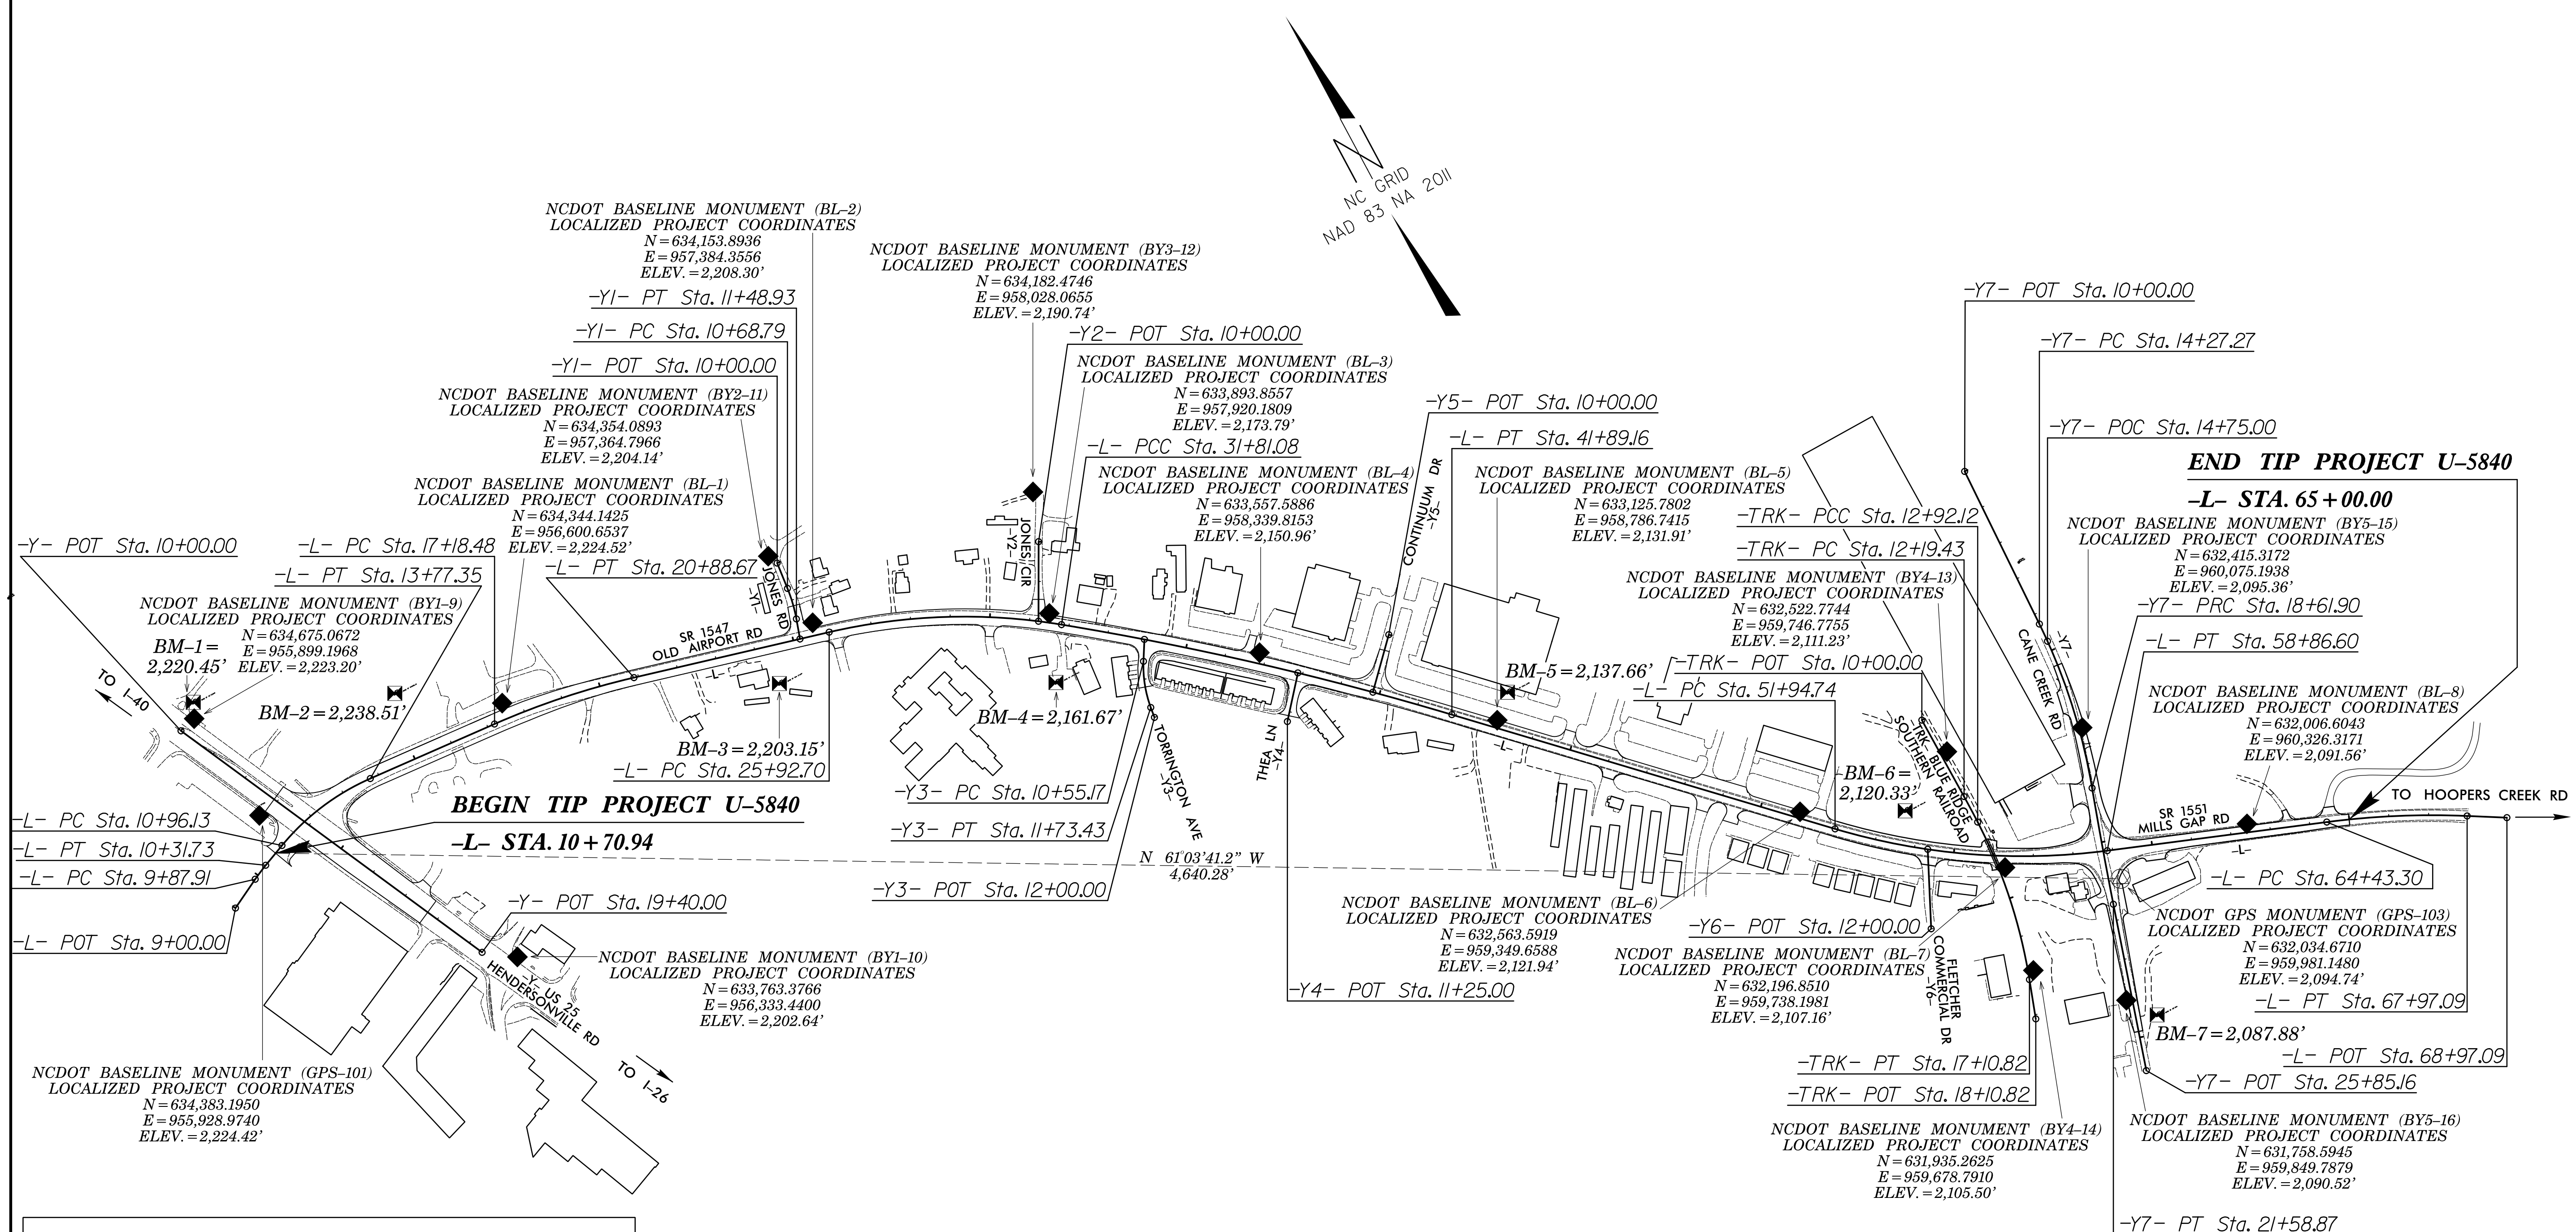 NC GRID
NAD 83 NA 2011
NCDOT BASELINE MONUMENT (BL-2)
LOCALIZED PROJECT COORDINATES
N=634,153.8936
E=957,384.3556
ELEV.=2,208.30'
-Y1- PT Sta. 11+48.93
-Y1- PC Sta. 10+68.79
-Y1- POT Sta. 10+00.00
NCDOT BASELINE MONUMENT (BY2-11)
LOCALIZED PROJECT COORDINATES
N=634,354.0893
E=957,364.7966
ELEV.=2,204.14'
NCDOT BASELINE MONUMENT (BL-1)
LOCALIZED PROJECT COORDINATES
N=634,344.1425
E=956,600.6537
ELEV.=2,224.52'
NCDOT BASELINE MONUMENT (BY3-12)
LOCALIZED PROJECT COORDINATES
N=634,182.4746
E=958,028.0655
ELEV.=2,190.74'
-Y2- POT Sta. 10+00.00
NCDOT BASELINE MONUMENT (BL-3)
LOCALIZED PROJECT COORDINATES
N=633,893.8557
E=957,920.1809
ELEV.=2,173.79'
-L- PCC Sta. 31+81.08
NCDOT BASELINE MONUMENT (BL-4)
LOCALIZED PROJECT COORDINATES
N=633,557.5886
E=958,339.8153
ELEV.=2,150.96'
-Y5- POT Sta. 10+00.00
-L- PT Sta. 41+89.16
NCDOT BASELINE MONUMENT (BL-5)
LOCALIZED PROJECT COORDINATES
N=633,125.7802
E=958,786.7415
ELEV.=2,131.91'
-TRK- PCC Sta. 12+92.12
-TRK- PC Sta. 12+19.43
NCDOT BASELINE MONUMENT (BY4-13)
LOCALIZED PROJECT COORDINATES
N=632,522.7744
E=959,746.7755
ELEV.=2,111.23'
-TRK- POT Sta. 10+00.00
-L- PC Sta. 51+94.74
-Y7- POT Sta. 10+00.00
-Y7- PC Sta. 14+27.27
-Y7- POC Sta. 14+75.00
END TIP PROJECT U-5840
-L- STA. 65+00.00
NCDOT BASELINE MONUMENT (BY5-15)
LOCALIZED PROJECT COORDINATES
N=632,415.3172
E=960,075.1938
ELEV.=2,095.36'
-Y7- PRC Sta. 18+61.90
-L- PT Sta. 58+86.60
NCDOT BASELINE MONUMENT (BL-8)
LOCALIZED PROJECT COORDINATES
N=632,006.6043
E=960,326.3171
ELEV.=2,091.56'
-Y- POT Sta. 10+00.00
-L- PC Sta. 17+18.48
-L- PT Sta. 13+77.35
NCDOT BASELINE MONUMENT (BY1-9)
LOCALIZED PROJECT COORDINATES
N=634,675.0672
E=955,899.1968
ELEV.=2,223.20'
BM-1=
2,220.45'
TO I-40
BM-2=2,238.51'
-L- PT Sta. 20+88.67
JONES RD
-Y1-
SR 1547
OLD AIRPORT RD
-L-
BM-3=2,203.15'
-L- PC Sta. 25+92.70
JONES CIR
-Y2-
BM-4=2,161.67'
-Y3- PC Sta. 10+55.17
-Y3- PT Sta. 11+73.43
-Y3- POT Sta. 12+00.00
TORRINGTON AVE
-Y3-
THEA LN
-Y4-
CONTINUUM DR
-Y5-
BM-5=2,137.66'
-L-
BM-6=
2,120.33'
-TRK- BLUE RIDGE
SOUTHERN RAILROAD
CANE CREEK RD
-Y7-
SR 1551
MILLS GAP RD
-L-
TO HOOPERS CREEK RD
BEGIN TIP PROJECT U-5840
-L- STA. 10+70.94
-L- PC Sta. 10+96.13
-L- PT Sta. 10+31.73
-L- PC Sta. 9+87.91
-L- POT Sta. 9+00.00
N 61°03'41.2" W
4,640.28'
-Y- POT Sta. 19+40.00
-Y- US 25
HENDERSONVILLE RD
TO I-26
NCDOT BASELINE MONUMENT (BY1-10)
LOCALIZED PROJECT COORDINATES
N=633,763.3766
E=956,333.4400
ELEV.=2,202.64'
NCDOT BASELINE MONUMENT (GPS-101)
LOCALIZED PROJECT COORDINATES
N=634,383.1950
E=955,928.9740
ELEV.=2,224.42'
NCDOT BASELINE MONUMENT (BL-6)
LOCALIZED PROJECT COORDINATES
N=632,563.5919
E=959,349.6588
ELEV.=2,121.94'
-Y4- POT Sta. 11+25.00
-Y6- POT Sta. 12+00.00
NCDOT BASELINE MONUMENT (BL-7)
LOCALIZED PROJECT COORDINATES
N=632,196.8510
E=959,738.1981
ELEV.=2,107.16'
FLETCHER
COMMERCIAL DR
-Y6-
-L- PC Sta. 64+43.30
NCDOT GPS MONUMENT (GPS-103)
LOCALIZED PROJECT COORDINATES
N=632,034.6710
E=959,981.1480
ELEV.=2,094.74'
-L- PT Sta. 67+97.09
BM-7=2,087.88'
-L- POT Sta. 68+97.09
-Y7- POT Sta. 25+85.16
-TRK- PT Sta. 17+10.82
-TRK- POT Sta. 18+10.82
NCDOT BASELINE MONUMENT (BY4-14)
LOCALIZED PROJECT COORDINATES
N=631,935.2625
E=959,678.7910
ELEV.=2,105.50'
NCDOT BASELINE MONUMENT (BY5-16)
LOCALIZED PROJECT COORDINATES
N=631,758.5945
E=959,849.7879
ELEV.=2,090.52'
-Y7- PT Sta. 21+58.87